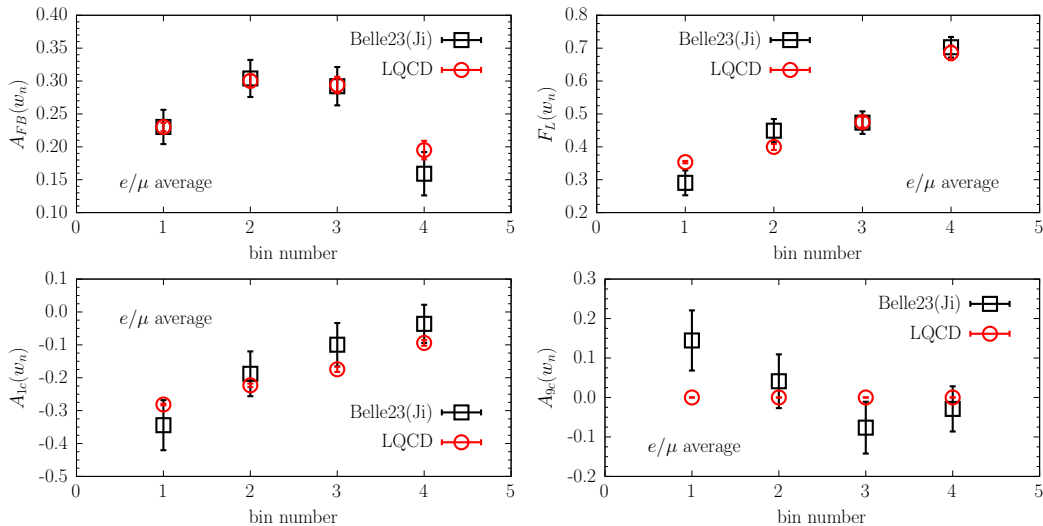 0.40
0.35
0.30
0.25
0.20
0.15
0.10
A_{FB}(w_n)
Belle23(Ji)
LQCD
e/μ average
0 1 2 3 4 5
bin number
0.8
0.7
0.6
0.5
0.4
0.3
0.2
F_L(w_n)
Belle23(Ji)
LQCD
e/μ average
0 1 2 3 4 5
bin number
0.1
0.0
-0.1
-0.2
-0.3
-0.4
-0.5
A_{1c}(w_n)
e/μ average
Belle23(Ji)
LQCD
0 1 2 3 4 5
bin number
0.3
0.2
0.1
0.0
-0.1
-0.2
A_{9c}(w_n)
Belle23(Ji)
LQCD
e/μ average
0 1 2 3 4 5
bin number